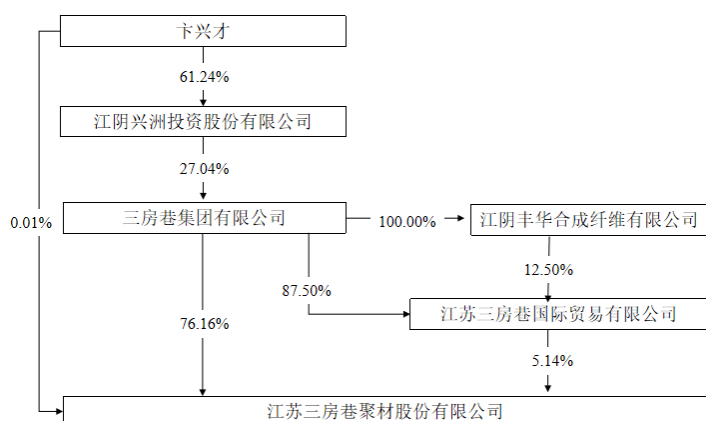 卞兴才
61.24%
江阴兴洲投资股份有限公司
27.04%
三房巷集团有限公司
0.01%
100.00%
江阴丰华合成纤维有限公司
12.50%
87.50%
江苏三房巷国际贸易有限公司
76.16%
5.14%
江苏三房巷聚材股份有限公司